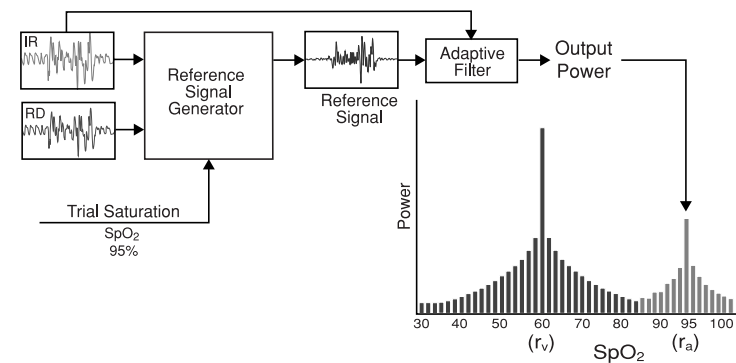 IR
RD
Reference
Signal
Generator
Reference
Signal
Adaptive
Filter
Output
Power
Trial Saturation
SpO₂
95%
Power
30 40 50 60 70 80 90 95 100
(rᵥ) (rₐ)
SpO₂